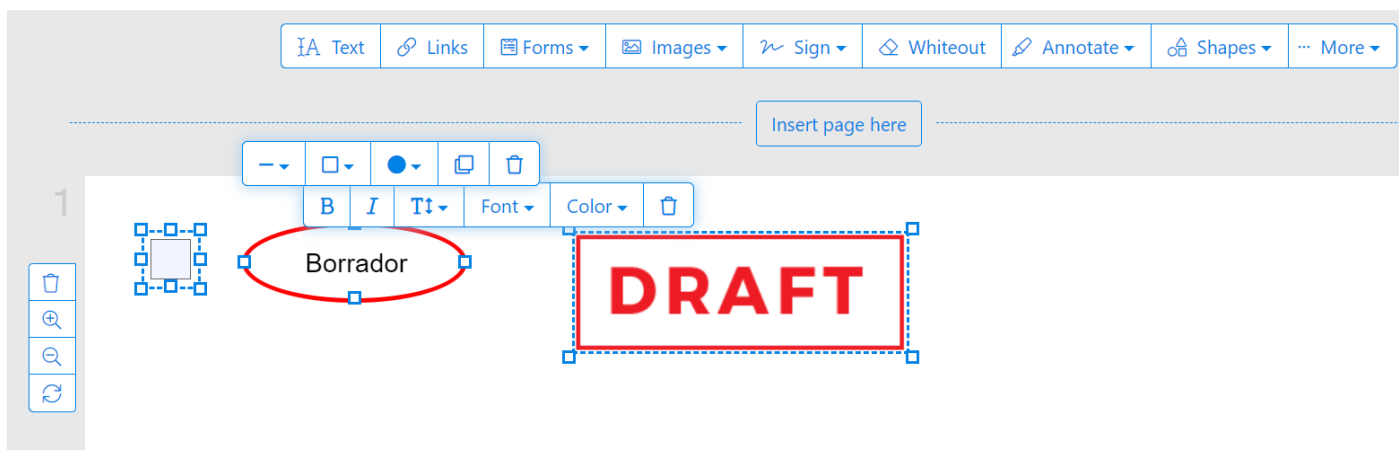 Text Links Forms Images Sign Whiteout Annotate Shapes ... More
Insert page here
1
B I T Font Color
Borrador
DRAFT